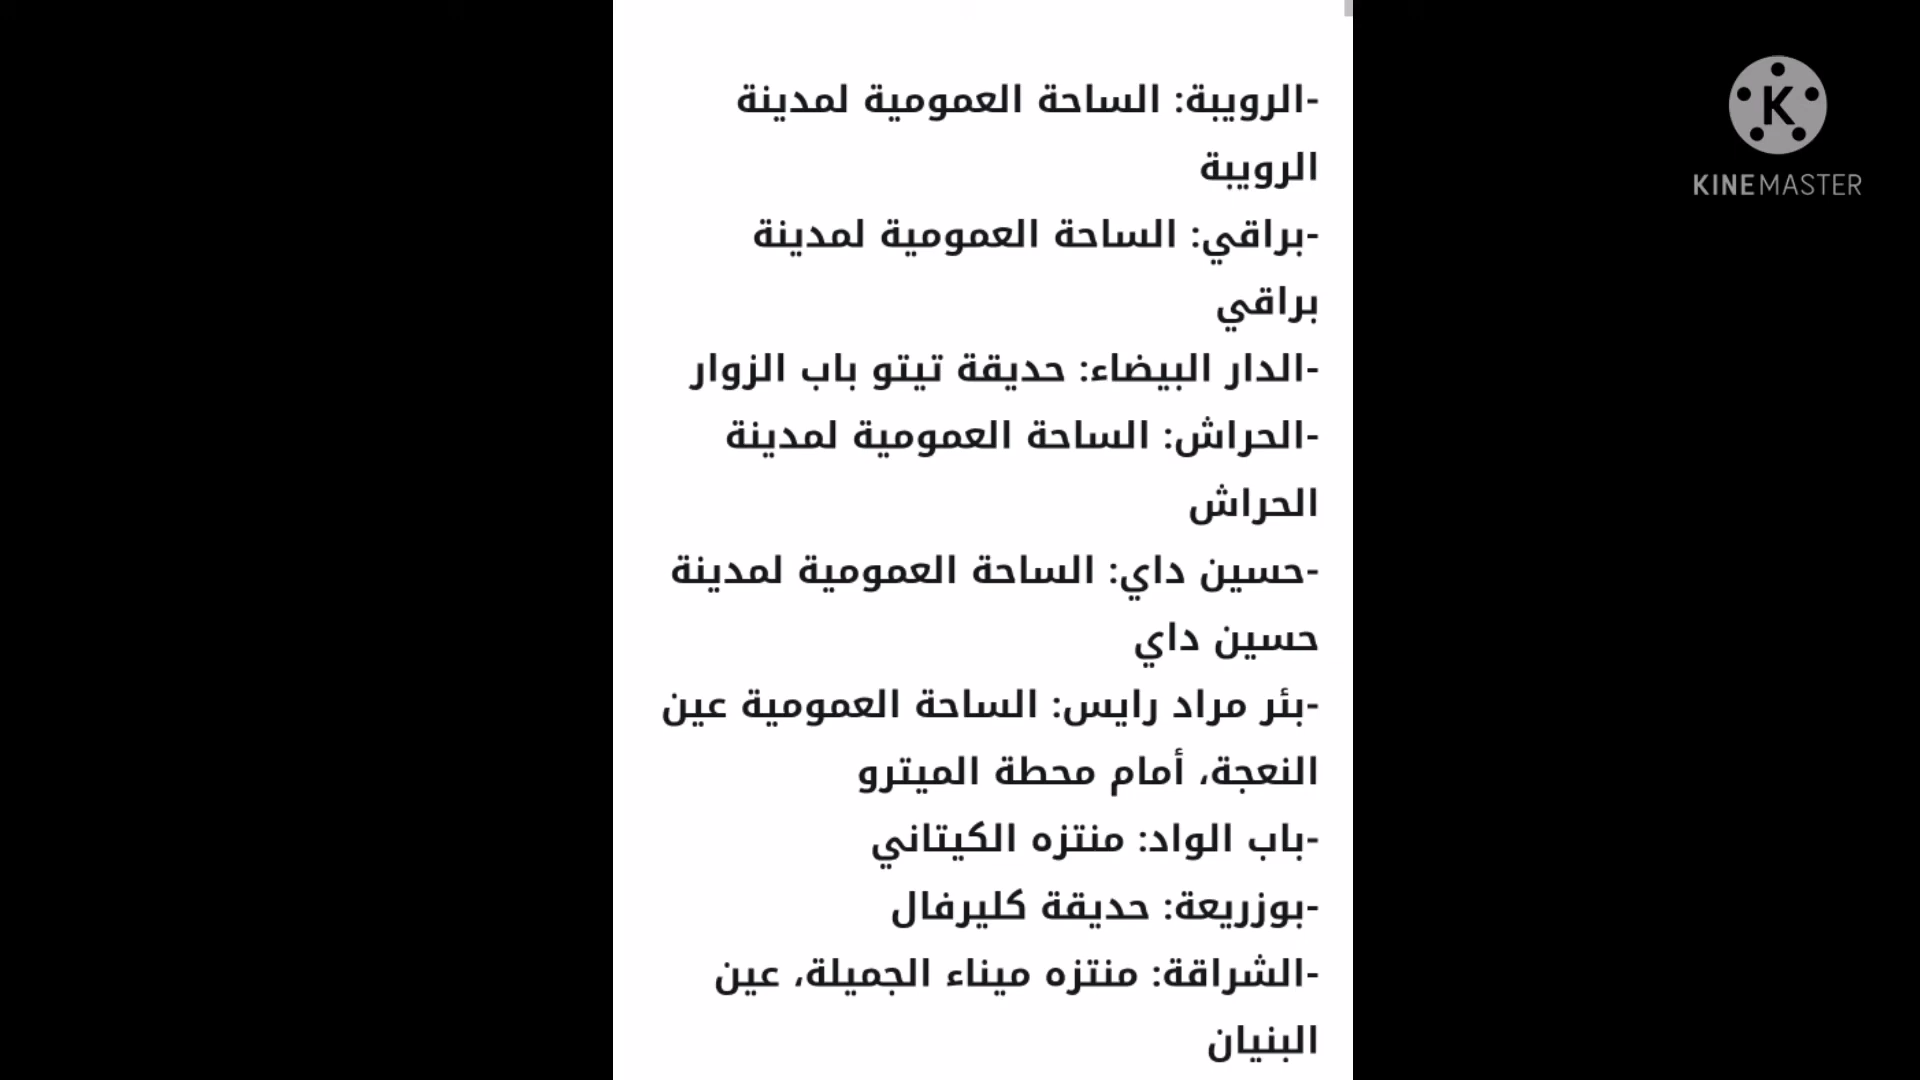 -الرويبة: الساحة العمومية لمدينة
الرويبة
-براقي: الساحة العمومية لمدينة
براقي
-الدار البيضاء: حديقة تيتو باب الزوار
-الحراش: الساحة العمومية لمدينة
الحراش
-حسين داي: الساحة العمومية لمدينة
حسين داي
-بئر مراد رايس: الساحة العمومية عين
النعجة، أمام محطة الميترو
-باب الواد: منتزه الكيتاني
-بوزريعة: حديقة كليرفال
-الشراقة: منتزه ميناء الجميلة، عين
البنيان
K
KINEMASTER